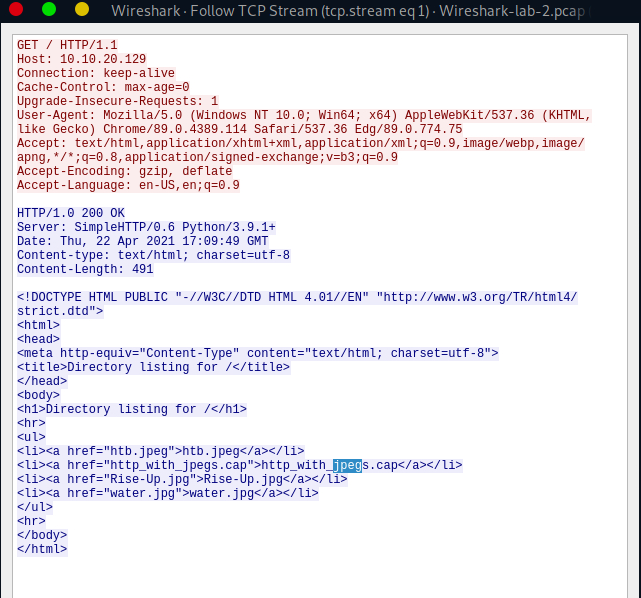 Wireshark · Follow TCP Stream (tcp.stream eq 1) · Wireshark-lab-2.pcap
GET / HTTP/1.1
Host: 10.10.20.129
Connection: keep-alive
Cache-Control: max-age=0
Upgrade-Insecure-Requests: 1
User-Agent: Mozilla/5.0 (Windows NT 10.0; Win64; x64) AppleWebKit/537.36 (KHTML,
like Gecko) Chrome/89.0.4389.114 Safari/537.36 Edg/89.0.774.75
Accept: text/html,application/xhtml+xml,application/xml;q=0.9,image/webp,image/
apng,*/*;q=0.8,application/signed-exchange;v=b3;q=0.9
Accept-Encoding: gzip, deflate
Accept-Language: en-US,en;q=0.9
HTTP/1.0 200 OK
Server: SimpleHTTP/0.6 Python/3.9.1+
Date: Thu, 22 Apr 2021 17:09:49 GMT
Content-type: text/html; charset=utf-8
Content-Length: 491
<!DOCTYPE HTML PUBLIC "-//W3C//DTD HTML 4.01//EN" "http://www.w3.org/TR/html4/
strict.dtd">
<html>
<head>
<meta http-equiv="Content-Type" content="text/html; charset=utf-8">
<title>Directory listing for /</title>
</head>
<body>
<h1>Directory listing for /</h1>
<hr>
<ul>
<li><a href="htb.jpeg">htb.jpeg</a></li>
<li><a href="http_with_jpegs.cap">http_with_jpegs.cap</a></li>
<li><a href="Rise-Up.jpg">Rise-Up.jpg</a></li>
<li><a href="water.jpg">water.jpg</a></li>
</ul>
<hr>
</body>
</html>